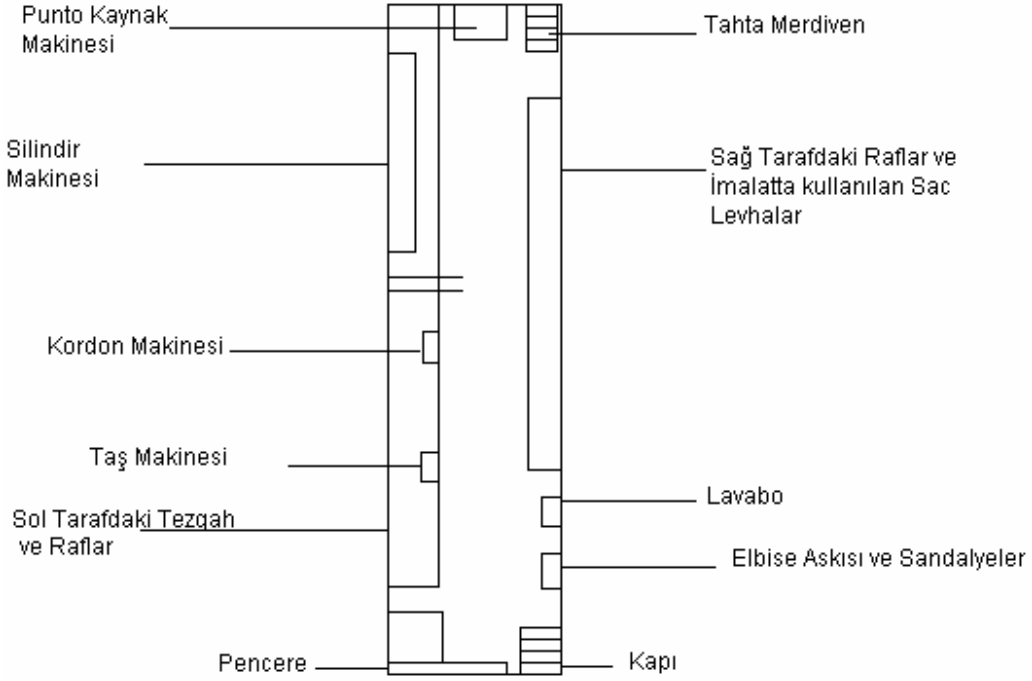 Punto Kaynak
Makinesi
Tahta Merdiven
Silindir
Makinesi
Sağ Tarafdaki Raflar ve
İmalatta kullanılan Sac
Levhalar
Kordon Makinesi
Taş Makinesi
Lavabo
Sol Tarafdaki Tezgah
ve Raflar
Elbise Askısı ve Sandalyeler
Pencere
Kapı